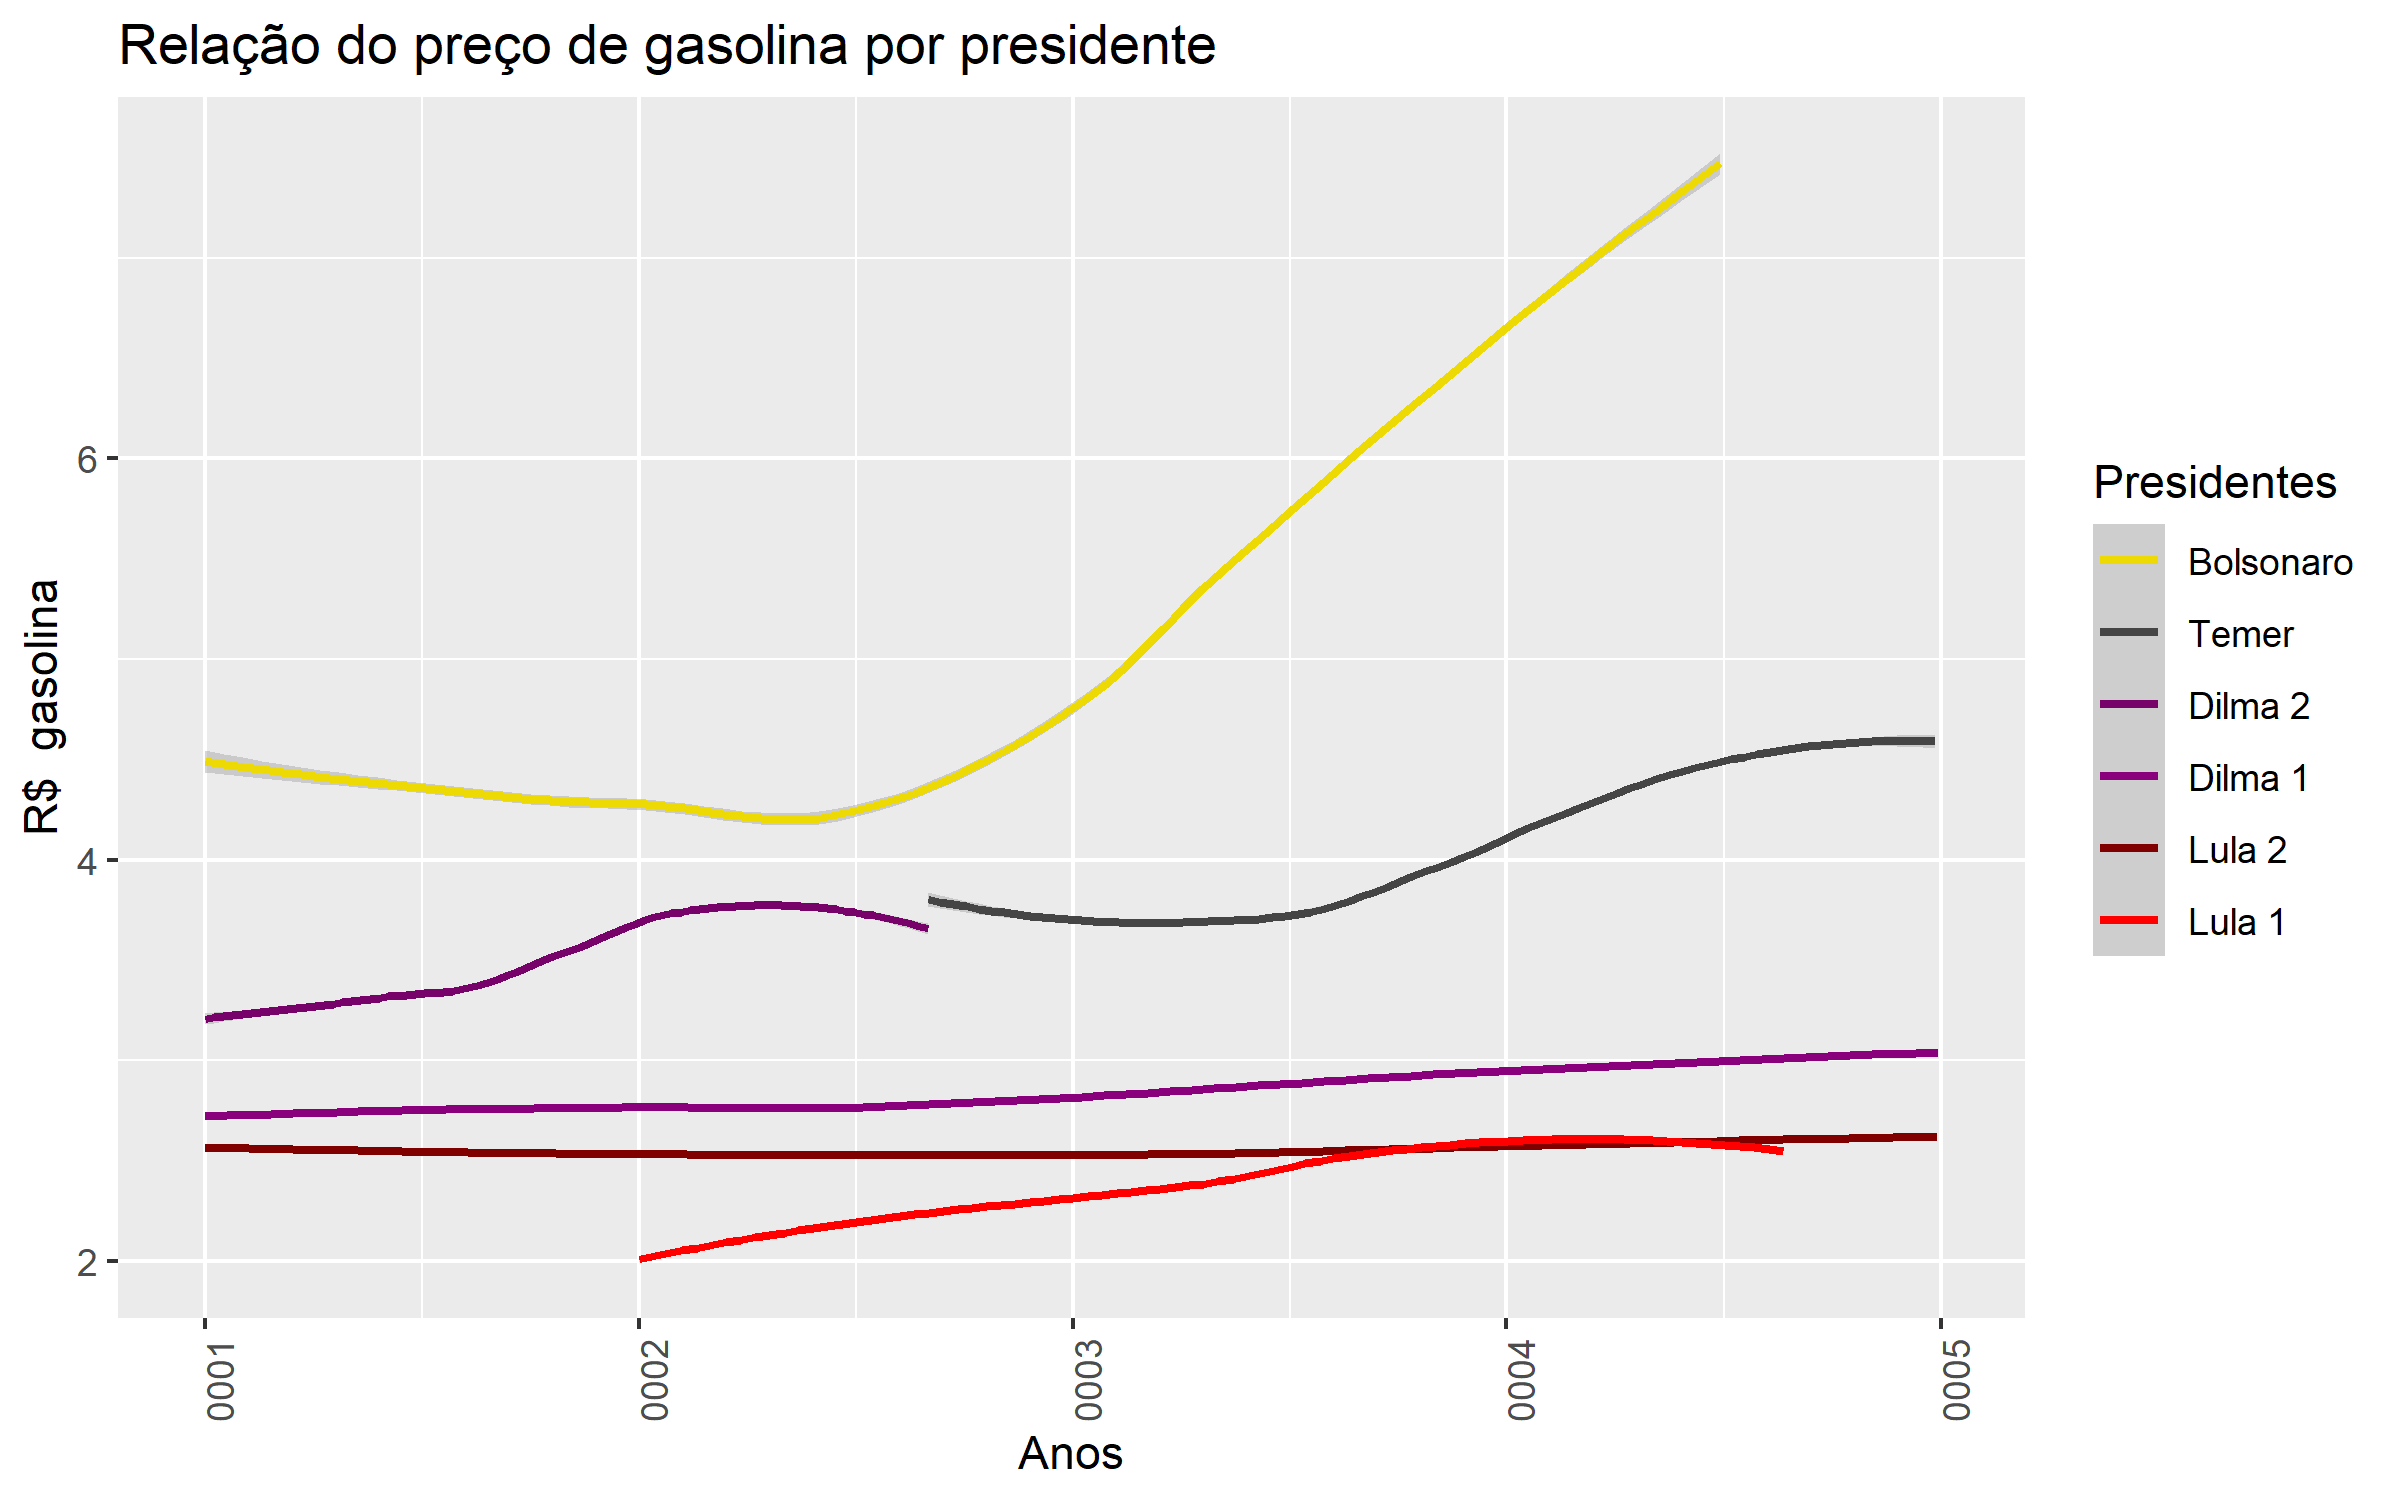 Relação do preço de gasolina por presidente
R$ gasolina
6
4
2
0001
0002
0003
0004
0005
Anos
Presidentes
Bolsonaro
Temer
Dilma 2
Dilma 1
Lula 2
Lula 1